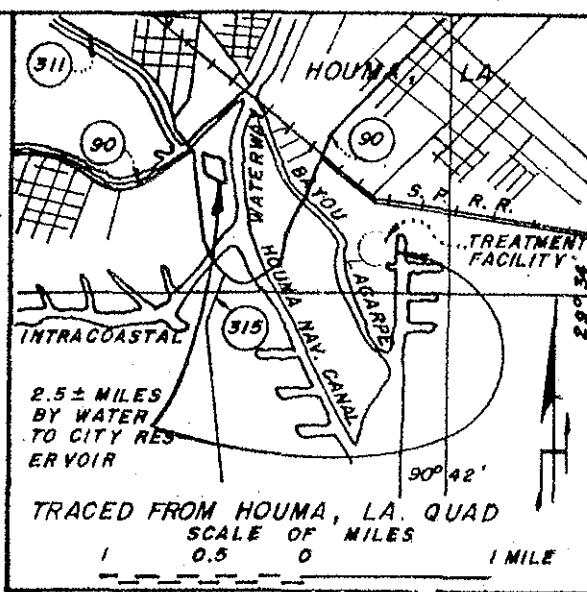 311
HOUMA, LA
90
90
WATERWAY
BAYOU
S. P. R. R.
TREATMENT
FACILITY
LAGARPE
29° 34'
INTRACOASTAL
315
HOUMA NAV. CANAL
2.5 ± MILES
BY WATER
TO CITY RES
ERVOIR
90° 42'
TRACED FROM HOUMA, LA. QUAD
SCALE OF MILES
1 0.5 0 1 MILE